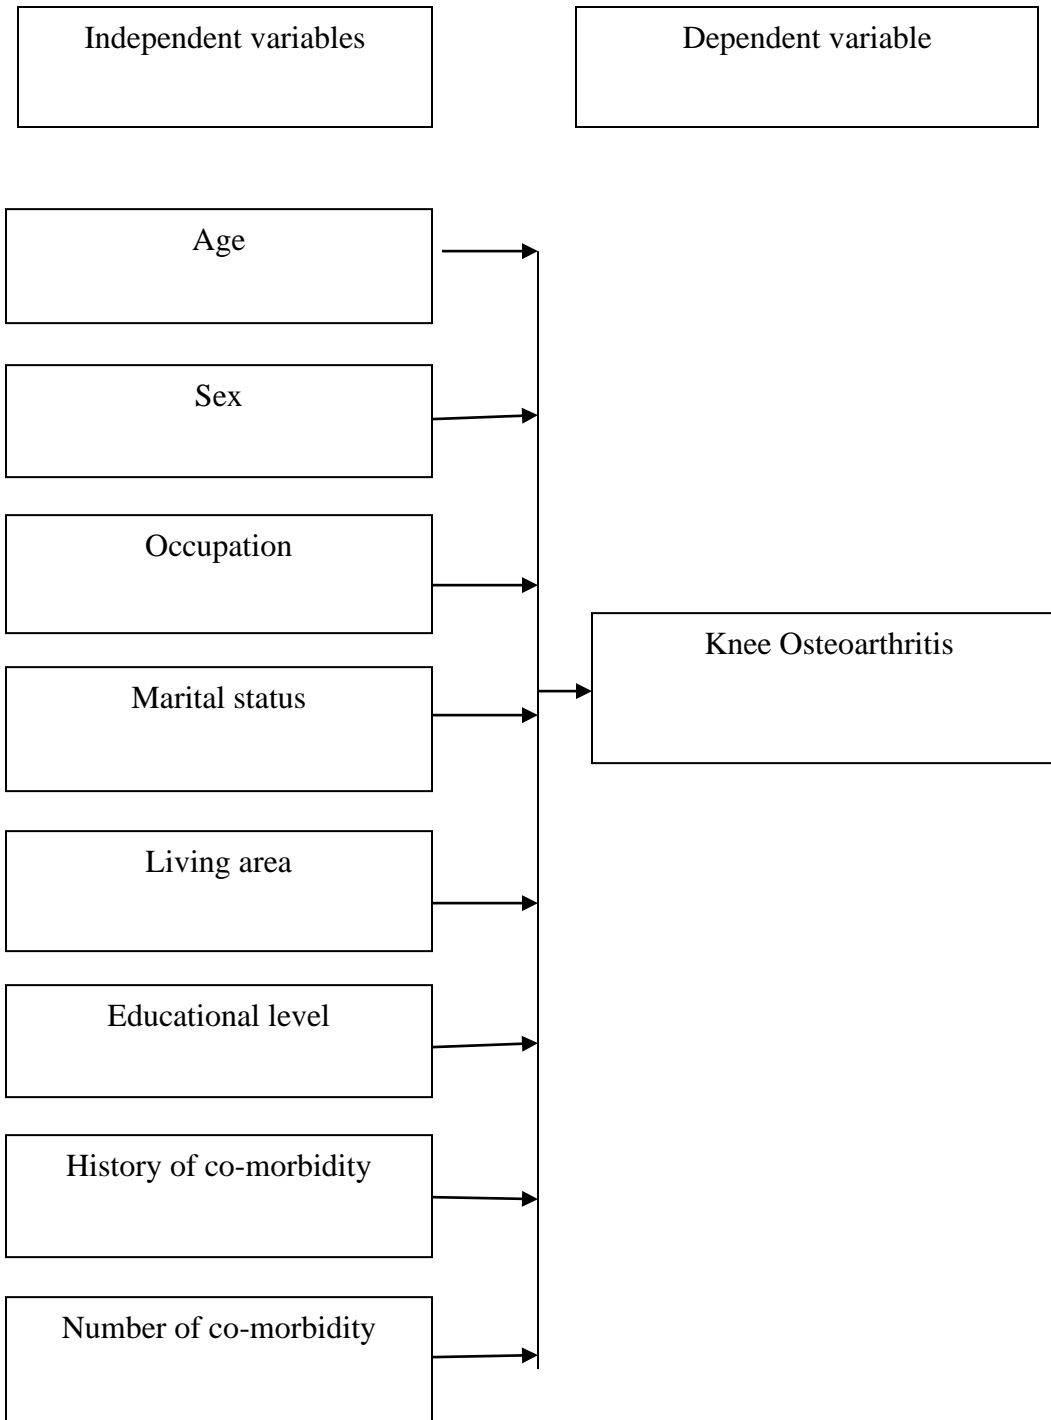 Independent variables
Dependent variable
Age
Sex
Occupation
Knee Osteoarthritis
Marital status
Living area
Educational level
History of co-morbidity
Number of co-morbidity